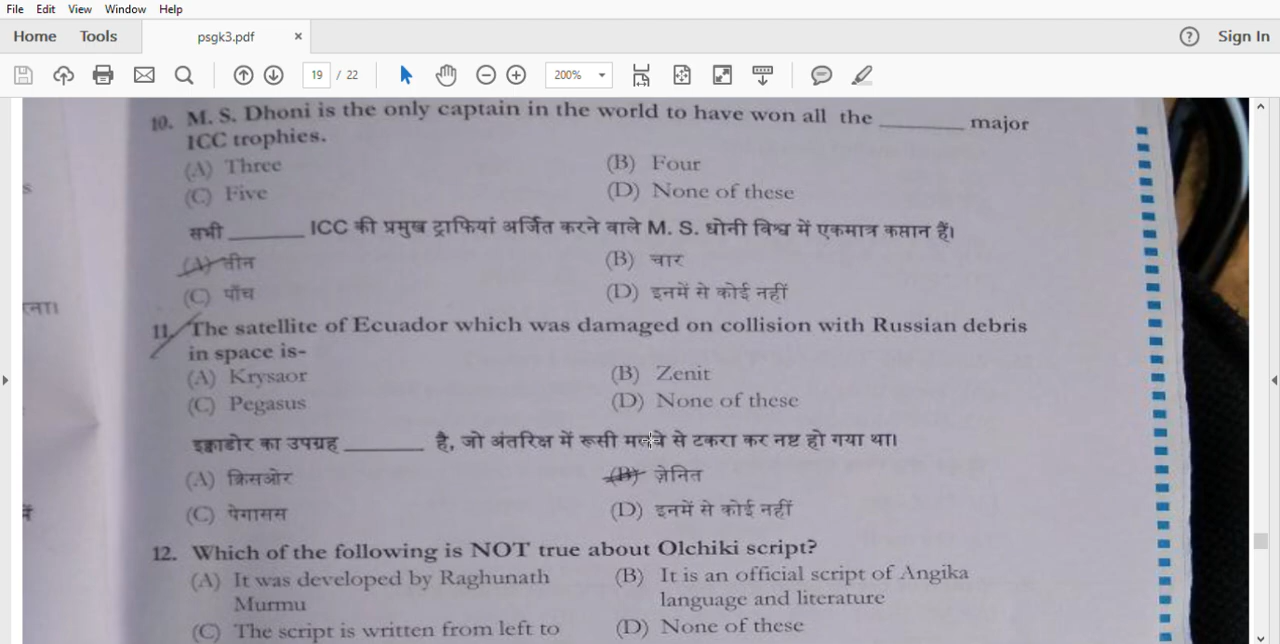 File Edit View Window Help
Home Tools psgk3.pdf × Sign In
19 / 22 200%
10. M. S. Dhoni is the only captain in the world to have won all the ________ major
ICC trophies.
(A) Three (B) Four
(C) Five (D) None of these
सभी ________ ICC की प्रमुख ट्राफियां अर्जित करने वाले M. S. धोनी विश्व में एकमात्र कप्तान हैं।
(A) तीन (B) चार
(C) पाँच (D) इनमें से कोई नहीं
11. The satellite of Ecuador which was damaged on collision with Russian debris
in space is-
(A) Krysaor (B) Zenit
(C) Pegasus (D) None of these
इक्वाडोर का उपग्रह ________ है, जो अंतरिक्ष में रूसी मलबे से टकरा कर नष्ट हो गया था।
(A) क्रिसओर (B) ज़ेनित
(C) पेगासस (D) इनमें से कोई नहीं
12. Which of the following is NOT true about Olchiki script?
(A) It was developed by Raghunath (B) It is an official script of Angika
Murmu language and literature
(C) The script is written from left to (D) None of these